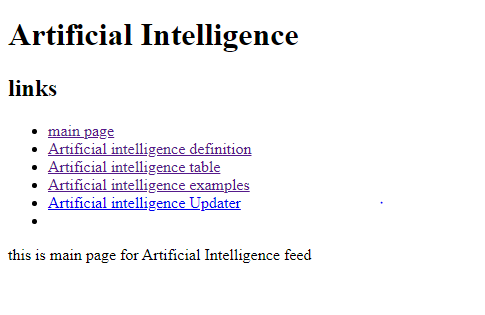 Artificial Intelligence
links
main page
Artificial intelligence definition
Artificial intelligence table
Artificial intelligence examples
Artificial intelligence Updater
this is main page for Artificial Intelligence feed